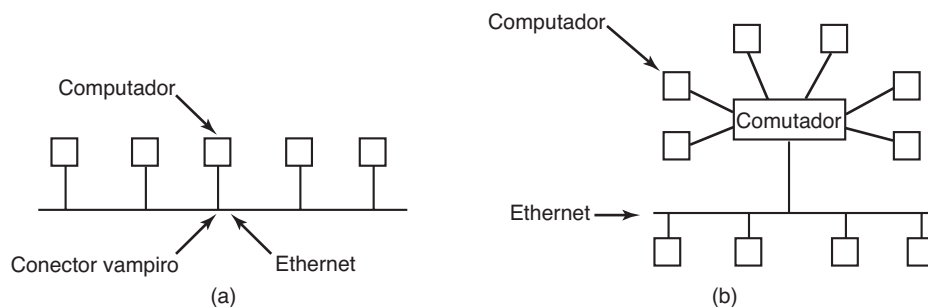 Computador
Conector vampiro
Ethernet
(a)
Computador
Comutador
Ethernet
(b)